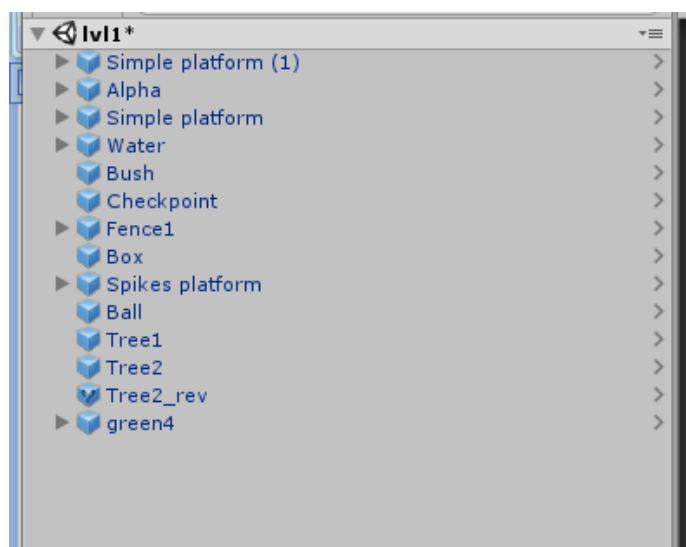 lvl1*
Simple platform (1)
Alpha
Simple platform
Water
Bush
Checkpoint
Fence1
Box
Spikes platform
Ball
Tree1
Tree2
Tree2_rev
green4